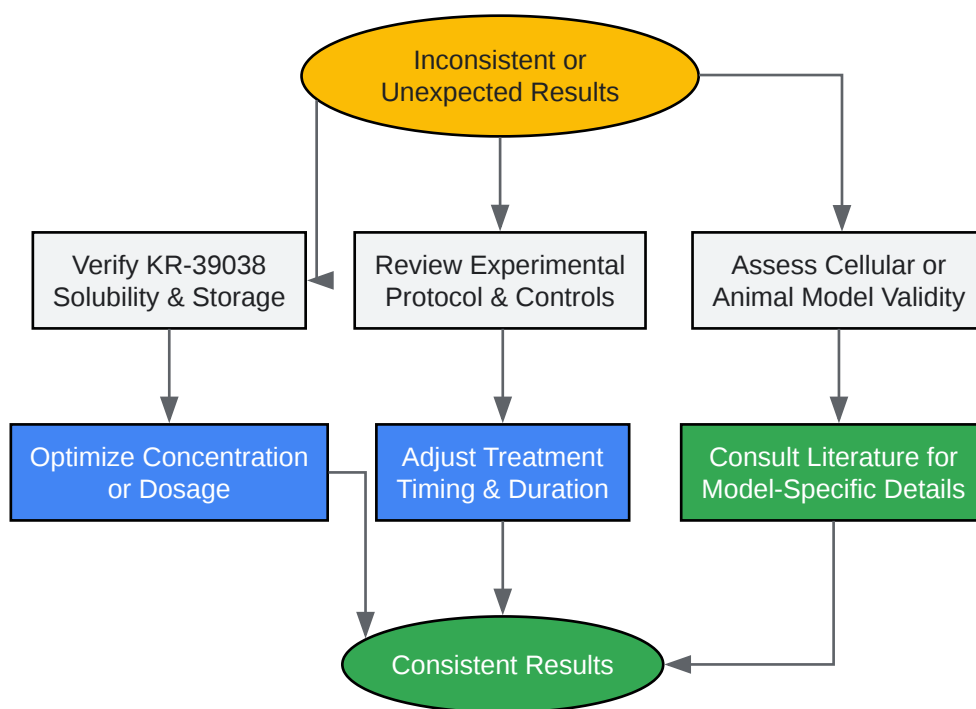 Inconsistent or
Unexpected Results
Verify KR-39038
Solubility & Storage
Review Experimental
Protocol & Controls
Assess Cellular or
Animal Model Validity
Optimize Concentration
or Dosage
Adjust Treatment
Timing & Duration
Consult Literature for
Model-Specific Details
Consistent Results